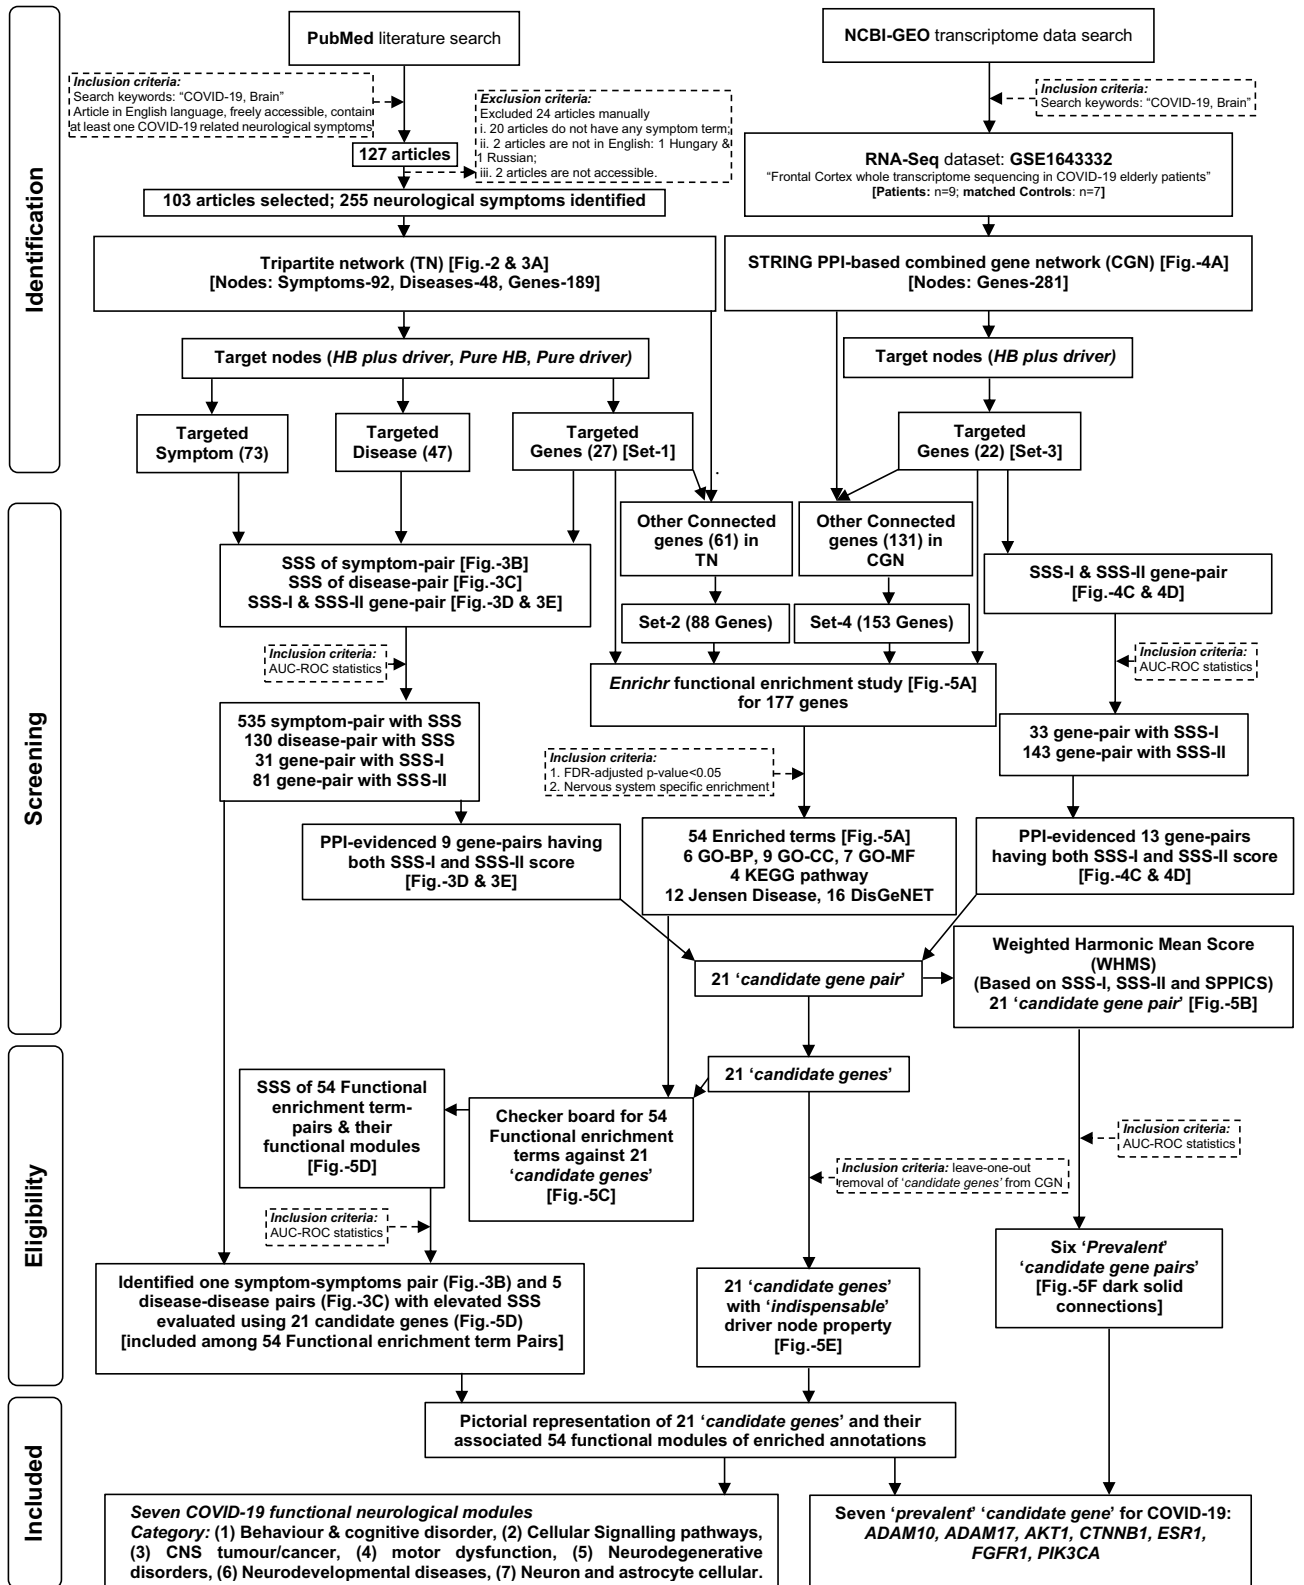 Identification
PubMed literature search
NCBI-GEO transcriptome data search
Inclusion criteria:
Search keywords: “COVID-19, Brain”
Article in English language, freely accessible, contain
at least one COVID-19 related neurological symptoms
Exclusion criteria:
Excluded 24 articles manually
i. 20 articles do not have any symptom term;
ii. 2 articles are not in English: 1 Hungary &
1 Russian;
iii. 2 articles are not accessible.
Inclusion criteria:
Search keywords: “COVID-19, Brain”
127 articles
103 articles selected; 255 neurological symptoms identified
RNA-Seq dataset: GSE1643332
“Frontal Cortex whole transcriptome sequencing in COVID-19 elderly patients”
[Patients: n=9; matched Controls: n=7]
Tripartite network (TN) [Fig.-2 & 3A]
[Nodes: Symptoms-92, Diseases-48, Genes-189]
STRING PPI-based combined gene network (CGN) [Fig.-4A]
[Nodes: Genes-281]
Target nodes (HB plus driver, Pure HB, Pure driver)
Target nodes (HB plus driver)
Targeted
Symptom (73)
Targeted
Disease (47)
Targeted
Genes (27) [Set-1]
Targeted
Genes (22) [Set-3]
Screening
Other Connected
genes (61) in
TN
Other Connected
genes (131) in
CGN
SSS of symptom-pair [Fig.-3B]
SSS of disease-pair [Fig.-3C]
SSS-I & SSS-II gene-pair [Fig.-3D & 3E]
SSS-I & SSS-II gene-pair
[Fig.-4C & 4D]
Set-2 (88 Genes)
Set-4 (153 Genes)
Inclusion criteria:
AUC-ROC statistics
Inclusion criteria:
AUC-ROC statistics
Enrichr functional enrichment study [Fig.-5A]
for 177 genes
535 symptom-pair with SSS
130 disease-pair with SSS
31 gene-pair with SSS-I
81 gene-pair with SSS-II
33 gene-pair with SSS-I
143 gene-pair with SSS-II
Inclusion criteria:
1. FDR-adjusted p-value<0.05
2. Nervous system specific enrichment
PPI-evidenced 9 gene-pairs having
both SSS-I and SSS-II score
[Fig.-3D & 3E]
54 Enriched terms [Fig.-5A]
6 GO-BP, 9 GO-CC, 7 GO-MF
4 KEGG pathway
12 Jensen Disease, 16 DisGeNET
PPI-evidenced 13 gene-pairs
having both SSS-I and SSS-II score
[Fig.-4C & 4D]
21 ‘candidate gene pair’
Weighted Harmonic Mean Score
(WHMS)
(Based on SSS-I, SSS-II and SPPICS)
21 ‘candidate gene pair’ [Fig.-5B]
Eligibility
21 ‘candidate genes’
SSS of 54 Functional
enrichment term-
pairs & their
functional modules
[Fig.-5D]
Checker board for 54
Functional enrichment
terms against 21
‘candidate genes’
[Fig.-5C]
Inclusion criteria:
AUC-ROC statistics
Inclusion criteria: leave-one-out
removal of ‘candidate genes’ from CGN
Inclusion criteria:
AUC-ROC statistics
Identified one symptom-symptoms pair (Fig.-3B) and 5
disease-disease pairs (Fig.-3C) with elevated SSS
evaluated using 21 candidate genes (Fig.-5D)
[included among 54 Functional enrichment term Pairs]
21 ‘candidate genes’
with ‘indispensable’
driver node property
[Fig.-5E]
Six ‘Prevalent’
‘candidate gene pairs’
[Fig.-5F dark solid
connections]
Included
Pictorial representation of 21 ‘candidate genes’ and their
associated 54 functional modules of enriched annotations
Seven COVID-19 functional neurological modules
Category: (1) Behaviour & cognitive disorder, (2) Cellular Signalling pathways,
(3) CNS tumour/cancer, (4) motor dysfunction, (5) Neurodegenerative
disorders, (6) Neurodevelopmental diseases, (7) Neuron and astrocyte cellular.
Seven ‘prevalent’ ‘candidate gene’ for COVID-19:
ADAM10, ADAM17, AKT1, CTNNB1, ESR1,
FGFR1, PIK3CA